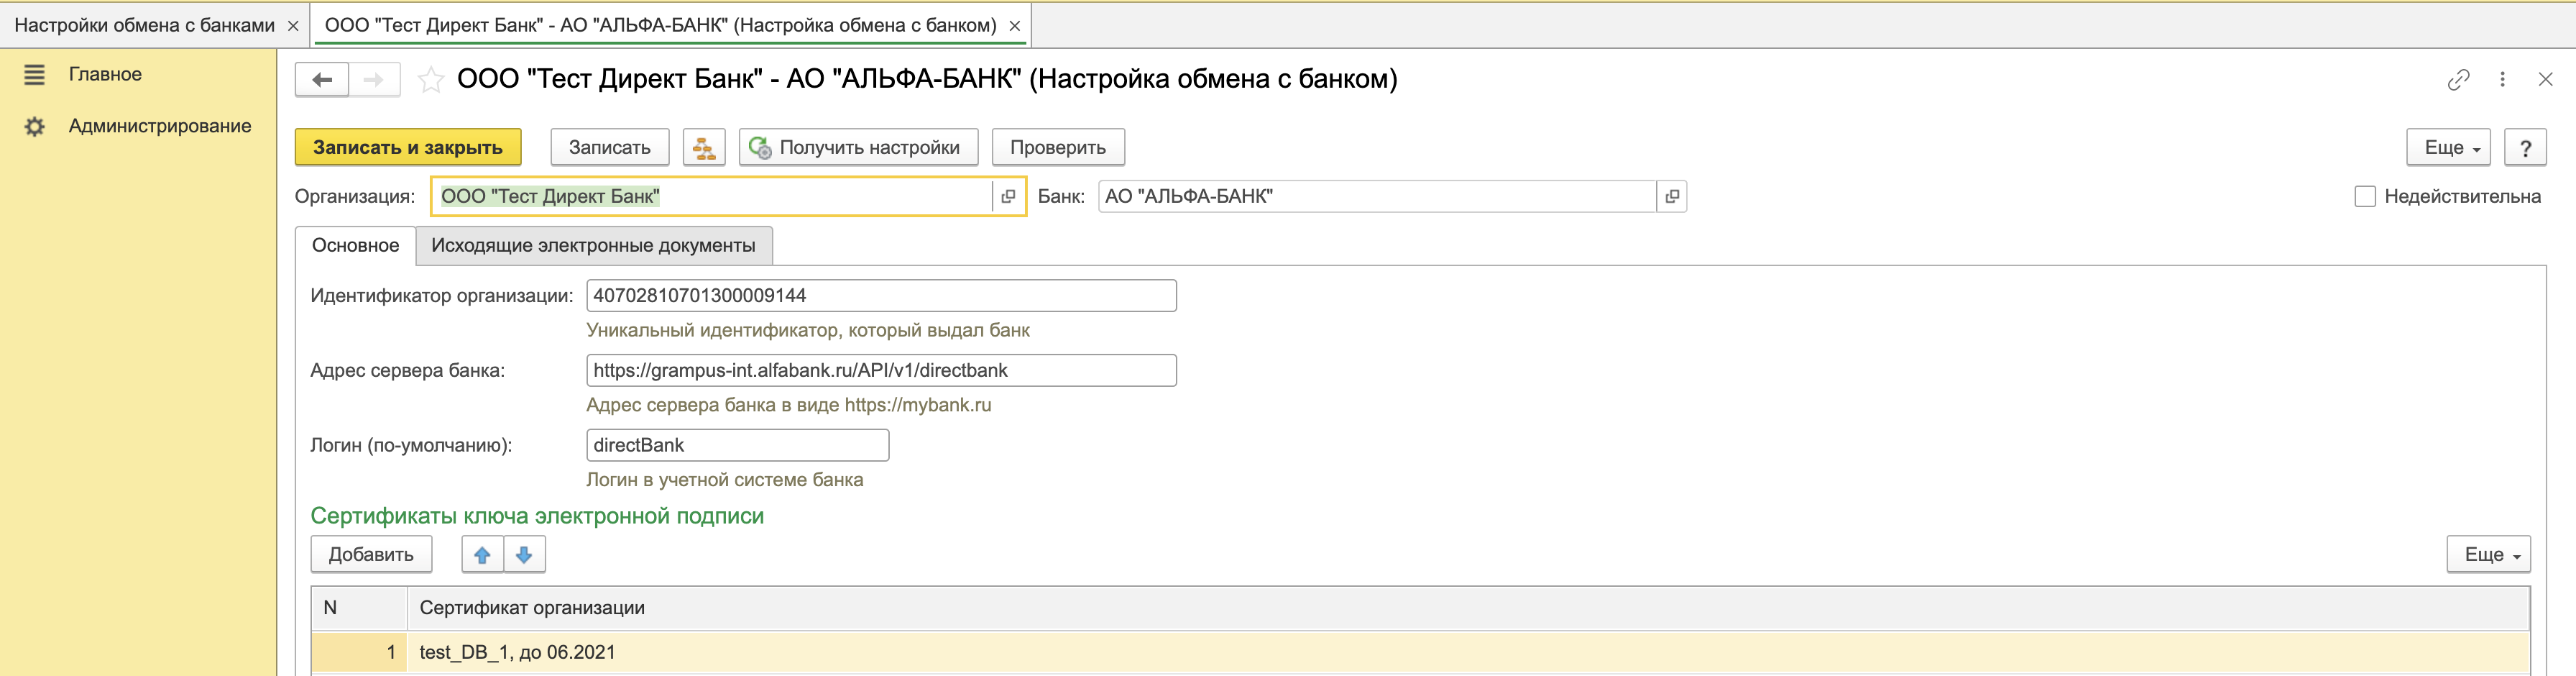 Настройки обмена с банками × ООО "Тест Директ Банк" - АО "АЛЬФА-БАНК" (Настройка обмена с банком) ×
Главное
Администрирование
ООО "Тест Директ Банк" - АО "АЛЬФА-БАНК" (Настройка обмена с банком)
Записать и закрыть Записать Получить настройки Проверить Еще ?
Организация: ООО "Тест Директ Банк" Банк: АО "АЛЬФА-БАНК" Недействительна
Основное Исходящие электронные документы
Идентификатор организации: 40702810701300009144
Уникальный идентификатор, который выдал банк
Адрес сервера банка: https://grampus-int.alfabank.ru/API/v1/directbank
Адрес сервера банка в виде https://mybank.ru
Логин (по-умолчанию): directBank
Логин в учетной системе банка
Сертификаты ключа электронной подписи
Добавить Еще
N Сертификат организации
1 test_DB_1, до 06.2021